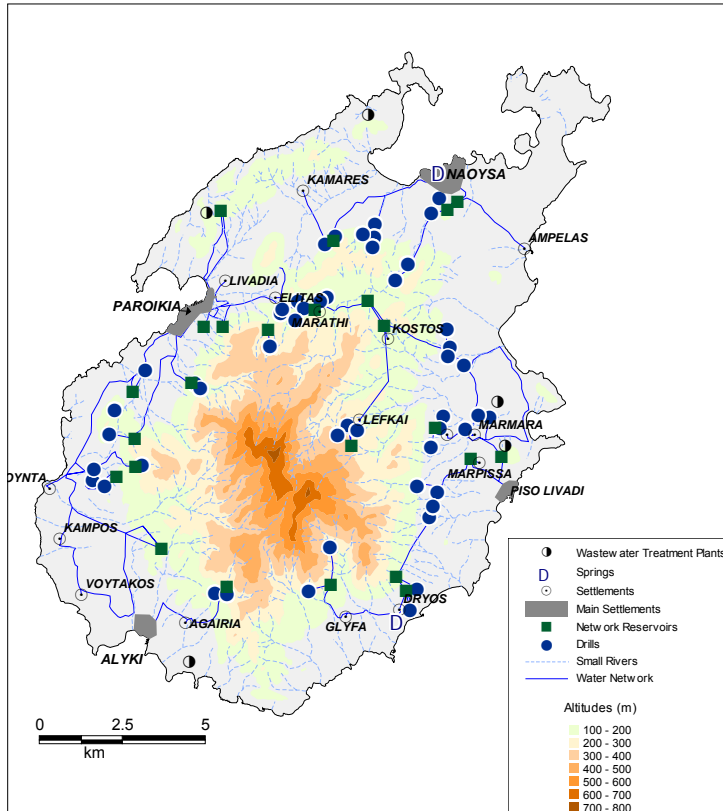 D NAOYSA
KAMARES
AMPELAS
LIVADIA
ELITAS
PAROIKIA
MARATHI
KOSTOS
LEFKAI
MARMARA
MARPISSA
OYNTA
PISO LIVADI
KAMPOS
VOYTAKOS
DRYOS
GLYFA
D
AGAIRIA
ALYKI
0 2.5 5
km
Wastewater Treatment Plants
D Springs
Settlements
Main Settlements
Network Reservoirs
Drills
Small Rivers
Water Network
Altitudes (m)
100 - 200
200 - 300
300 - 400
400 - 500
500 - 600
600 - 700
700 - 800